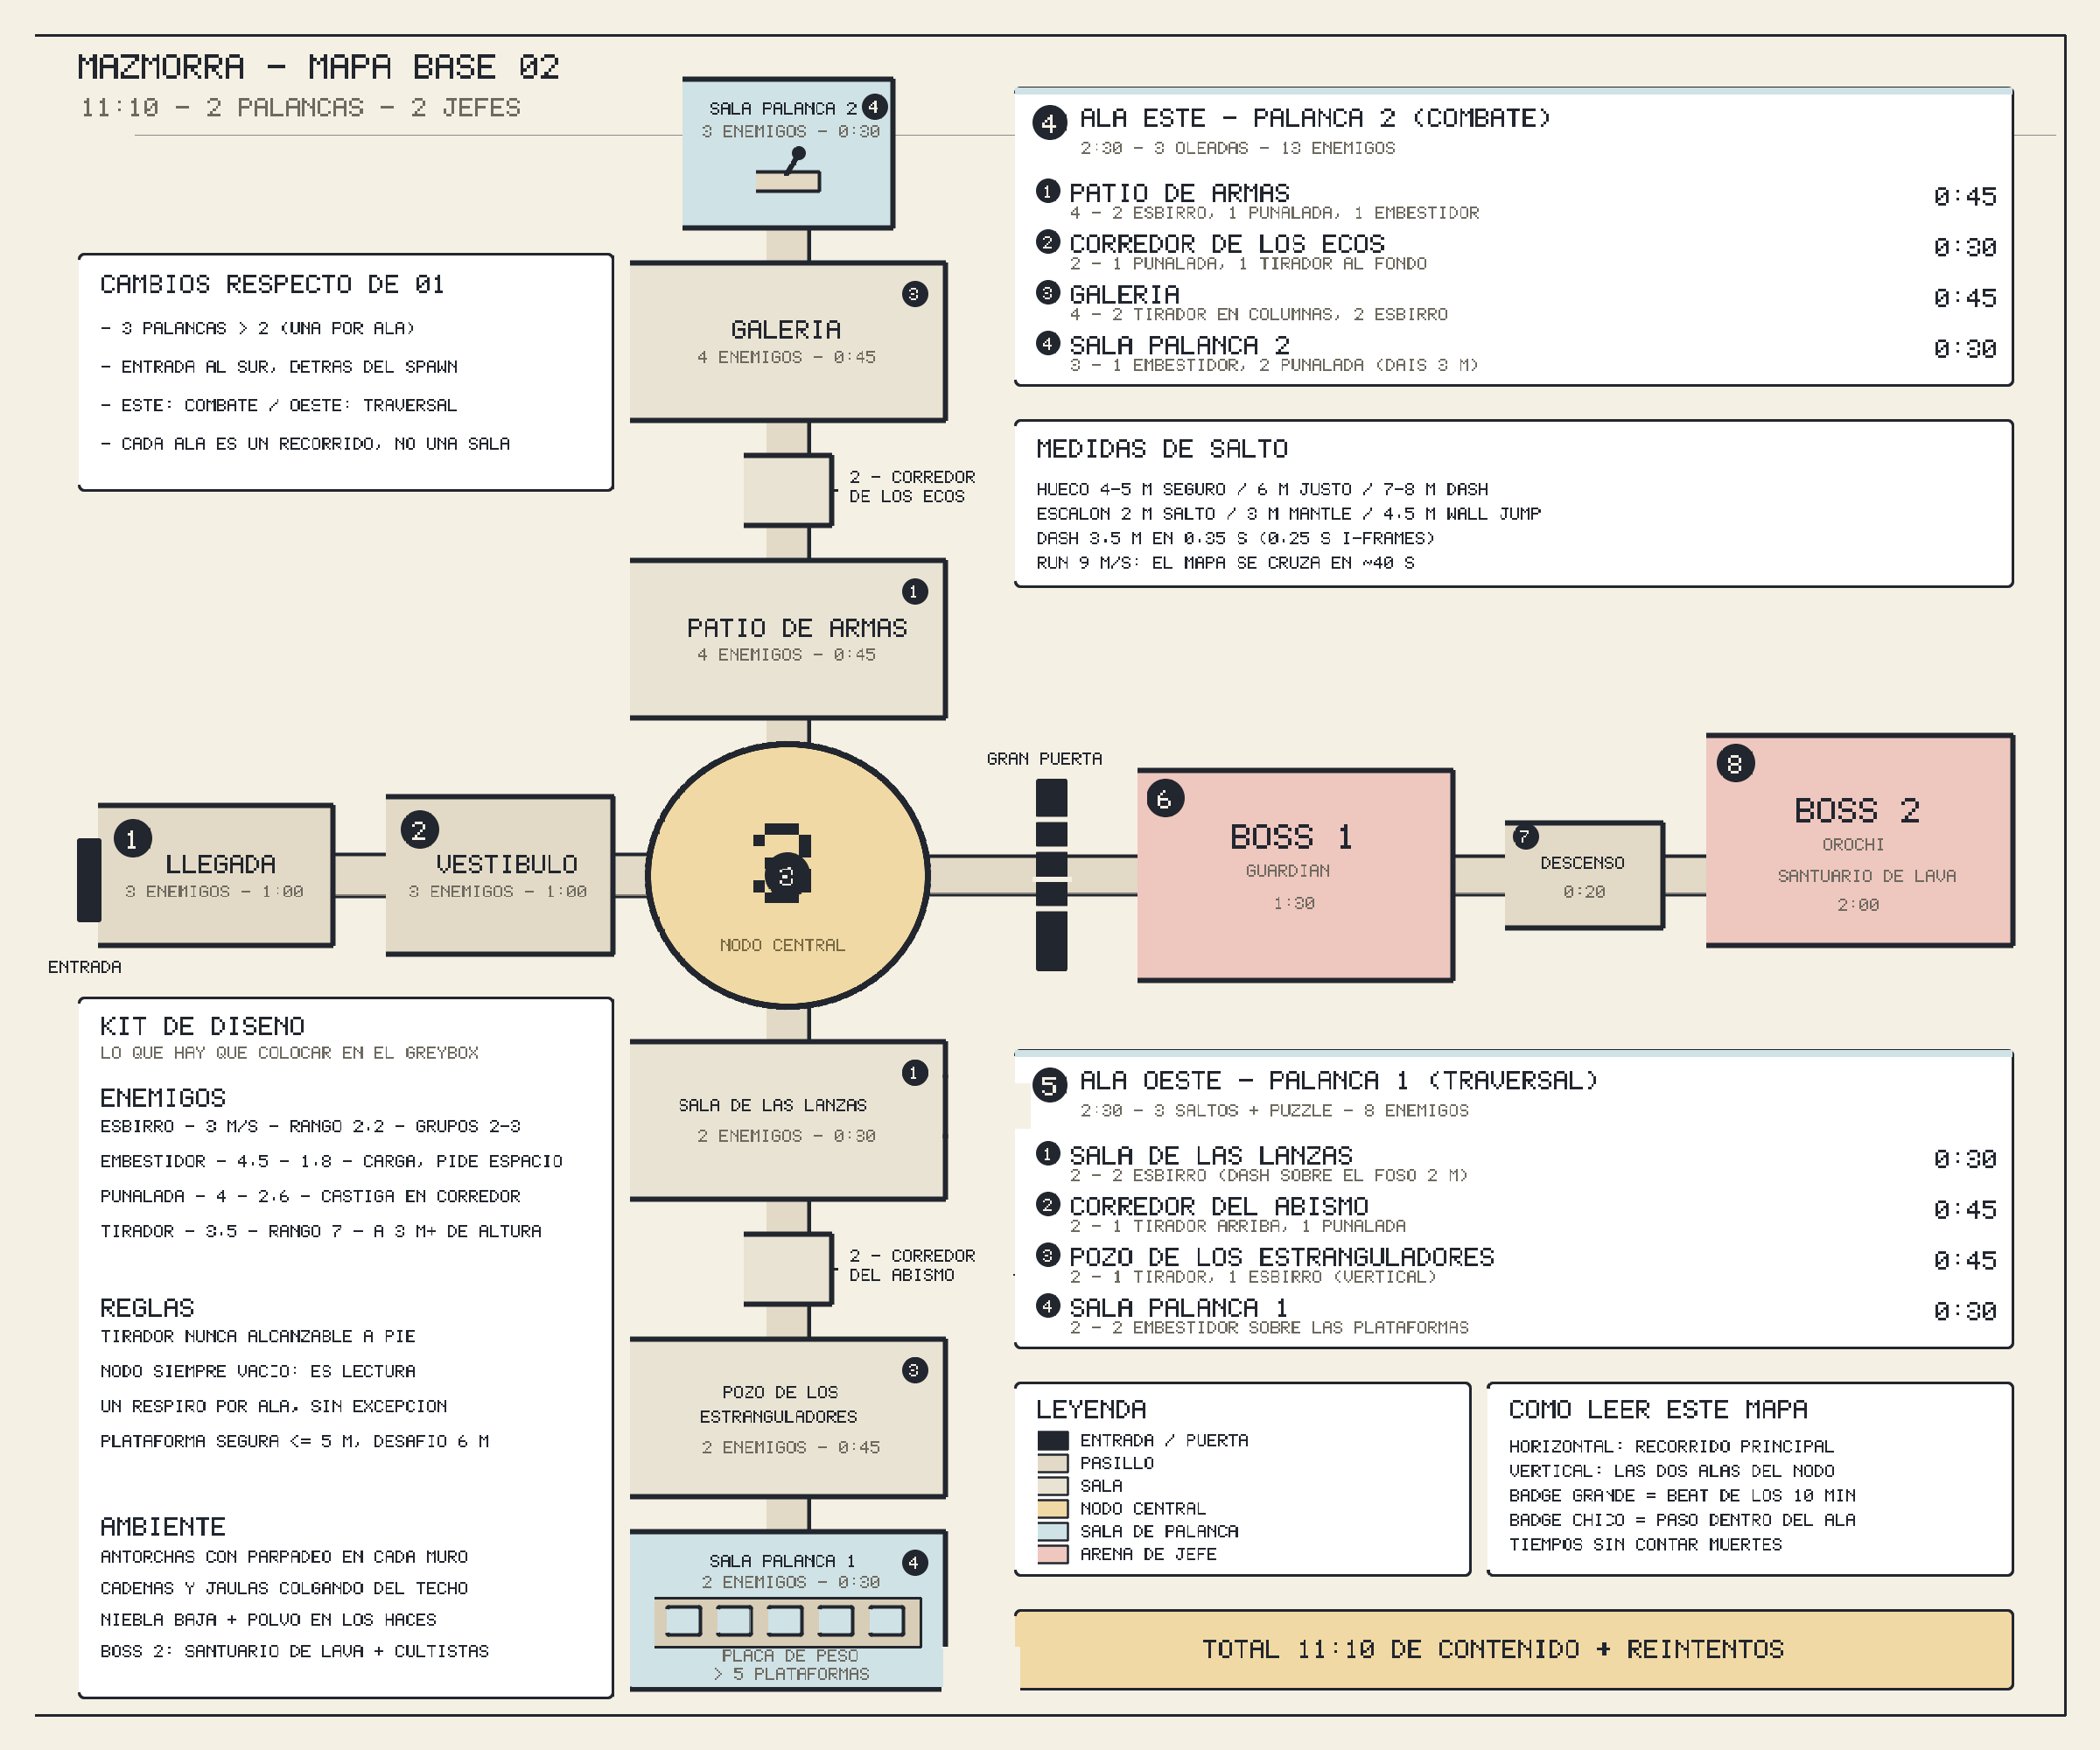 MAZMORRA - MAPA BASE 02
11:10 - 2 PALANCAS - 2 JEFES
SALA PALANCA 2 4
3 ENEMIGOS - 0:30
CAMBIOS RESPECTO DE 01
- 3 PALANCAS > 2 (UNA POR ALA)
- ENTRADA AL SUR, DETRAS DEL SPAWN
- ESTE: COMBATE / OESTE: TRAVERSAL
- CADA ALA ES UN RECORRIDO, NO UNA SALA
3
GALERIA
4 ENEMIGOS - 0:45
2 - CORREDOR
DE LOS ECOS
1
PATIO DE ARMAS
4 ENEMIGOS - 0:45
4 ALA ESTE - PALANCA 2 (COMBATE)
2:30 - 3 OLEADAS - 13 ENEMIGOS
1 PATIO DE ARMAS 0:45
4 - 2 ESBIRRO, 1 PUNALADA, 1 EMBESTIDOR
2 CORREDOR DE LOS ECOS 0:30
2 - 1 PUNALADA, 1 TIRADOR AL FONDO
3 GALERIA 0:45
4 - 2 TIRADOR EN COLUMNAS, 2 ESBIRRO
4 SALA PALANCA 2 0:30
3 - 1 EMBESTIDOR, 2 PUNALADA (DAIS 3 M)
MEDIDAS DE SALTO
HUECO 4-5 M SEGURO / 6 M JUSTO / 7-8 M DASH
ESCALON 2 M SALTO / 3 M MANTLE / 4.5 M WALL JUMP
DASH 3.5 M EN 0.35 S (0.25 S I-FRAMES)
RUN 9 M/S: EL MAPA SE CRUZA EN ~40 S
ENTRADA
1
LLEGADA
3 ENEMIGOS - 1:00
2
VESTIBULO
3 ENEMIGOS - 1:00
3
NODO CENTRAL
GRAN PUERTA
6
BOSS 1
GUARDIAN
1:30
7
DESCENSO
0:20
8
BOSS 2
OROCHI
SANTUARIO DE LAVA
2:00
KIT DE DISENO
LO QUE HAY QUE COLOCAR EN EL GREYBOX
ENEMIGOS
ESBIRRO - 3 M/S - RANGO 2.2 - GRUPOS 2-3
EMBESTIDOR - 4.5 - 1.8 - CARGA, PIDE ESPACIO
PUNALADA - 4 - 2.6 - CASTIGA EN CORREDOR
TIRADOR - 3.5 - RANGO 7 - A 3 M+ DE ALTURA
REGLAS
TIRADOR NUNCA ALCANZABLE A PIE
NODO SIEMPRE VACIO: ES LECTURA
UN RESPIRO POR ALA, SIN EXCEPCION
PLATAFORMA SEGURA <= 5 M, DESAFIO 6 M
AMBIENTE
ANTORCHAS CON PARPADEO EN CADA MURO
CADENAS Y JAULAS COLGANDO DEL TECHO
NIEBLA BAJA + POLVO EN LOS HACES
BOSS 2: SANTUARIO DE LAVA + CULTISTAS
1
SALA DE LAS LANZAS
2 ENEMIGOS - 0:30
2 - CORREDOR
DEL ABISMO
3
POZO DE LOS
ESTRANGULADORES
2 ENEMIGOS - 0:45
SALA PALANCA 1 4
2 ENEMIGOS - 0:30
PLACA DE PESO
> 5 PLATAFORMAS
5 ALA OESTE - PALANCA 1 (TRAVERSAL)
2:30 - 3 SALTOS + PUZZLE - 8 ENEMIGOS
1 SALA DE LAS LANZAS 0:30
2 - 2 ESBIRRO (DASH SOBRE EL FOSO 2 M)
2 CORREDOR DEL ABISMO 0:45
2 - 1 TIRADOR ARRIBA, 1 PUNALADA
3 POZO DE LOS ESTRANGULADORES 0:45
2 - 1 TIRADOR, 1 ESBIRRO (VERTICAL)
4 SALA PALANCA 1 0:30
2 - 2 EMBESTIDOR SOBRE LAS PLATAFORMAS
LEYENDA
ENTRADA / PUERTA
PASILLO
SALA
NODO CENTRAL
SALA DE PALANCA
ARENA DE JEFE
COMO LEER ESTE MAPA
HORIZONTAL: RECORRIDO PRINCIPAL
VERTICAL: LAS DOS ALAS DEL NODO
BADGE GRANDE = BEAT DE LOS 10 MIN
BADGE CHICO = PASO DENTRO DEL ALA
TIEMPOS SIN CONTAR MUERTES
TOTAL 11:10 DE CONTENIDO + REINTENTOS